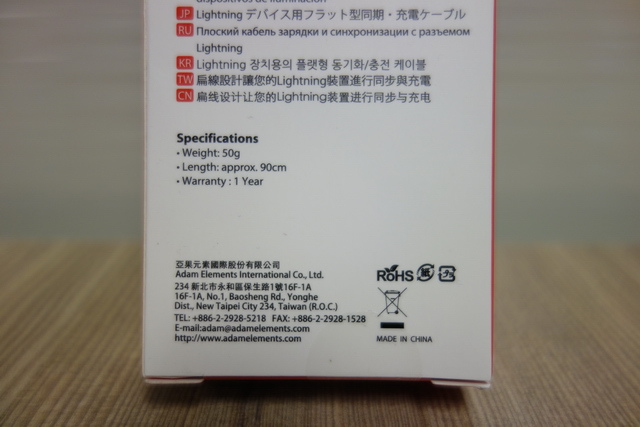 dispositivos de iluminación
JP Lightning デバイス用フラット型同期・充電ケーブル
RU Плоский кабель зарядки и синхронизации с разъемом
Lightning
KR Lightning 장치용의 플랫형 동기화/충전 케이블
TW 扁線設計讓您的Lightning裝置進行同步與充電
CN 扁线设计让您的Lightning装置进行同步与充电
Specifications
• Weight: 50g
• Length: approx. 90cm
• Warranty : 1 Year
亞果元素國際股份有限公司
Adam Elements International Co., Ltd.
234 新北市永和區保生路1號16F-1A
16F-1A, No.1, Baosheng Rd., Yonghe
Dist., New Taipei City 234, Taiwan (R.O.C.)
TEL: +886-2-2928-5218 FAX: +886-2-2928-1528
E-mail:adam@adamelements.com
http://www.adamelements.com
RoHS 紙 プラ
MADE IN CHINA